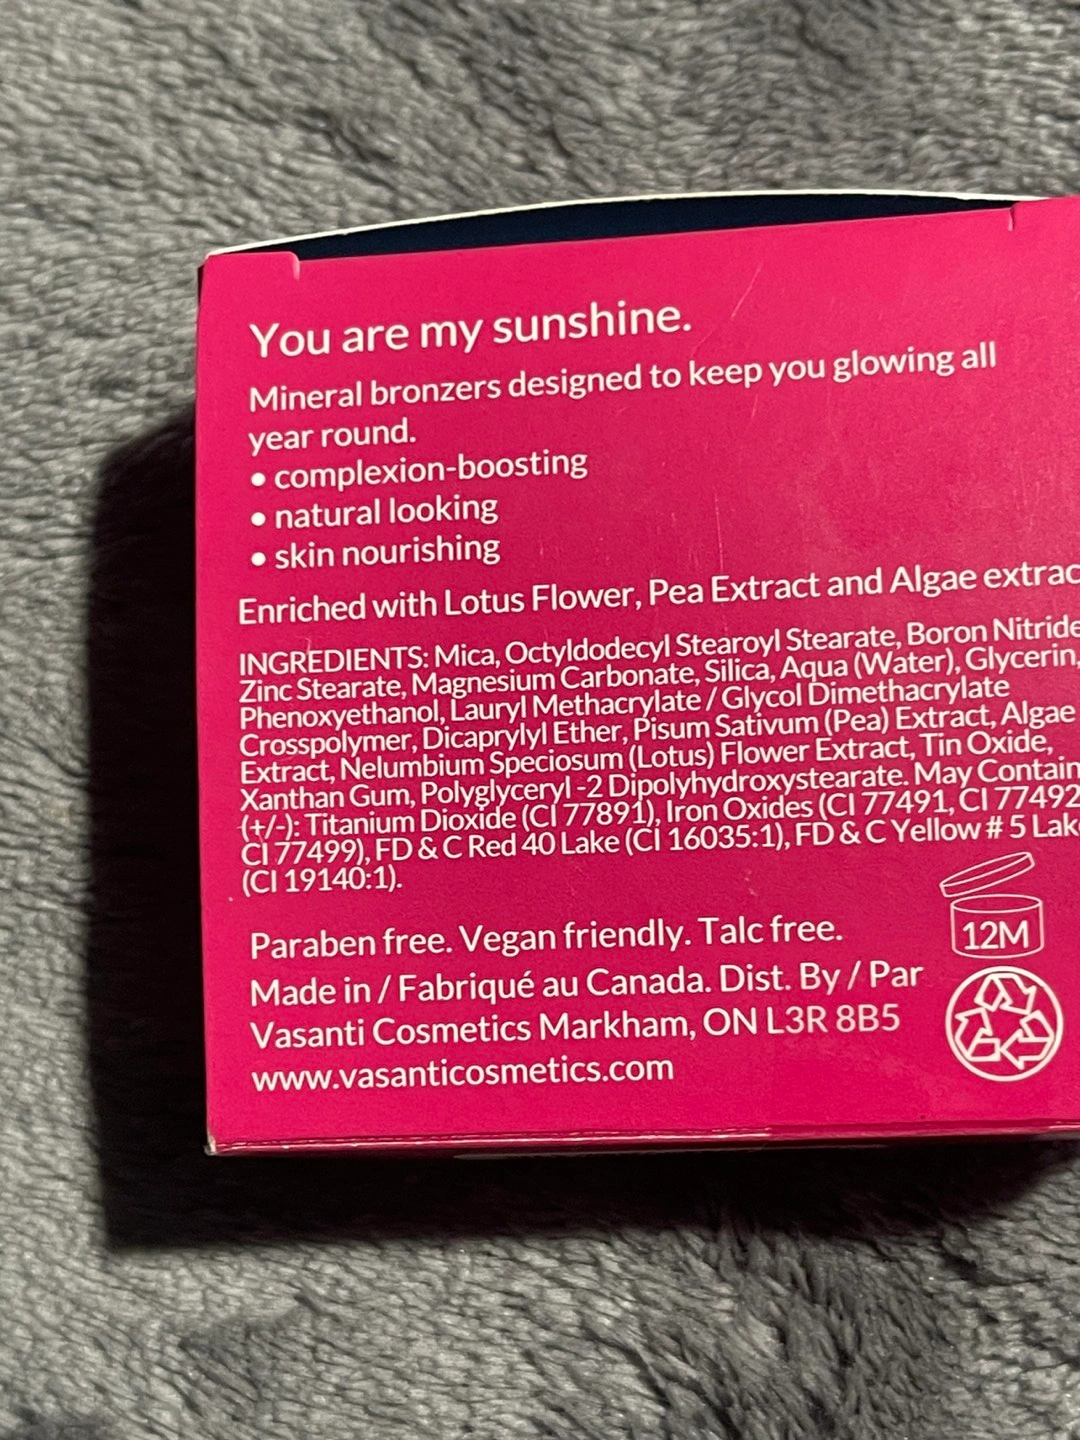 You are my sunshine.
Mineral bronzers designed to keep you glowing all
year round.
• complexion-boosting
• natural looking
• skin nourishing
Enriched with Lotus Flower, Pea Extract and Algae extrac
INGREDIENTS: Mica, Octyldodecyl Stearoyl Stearate, Boron Nitride
Zinc Stearate, Magnesium Carbonate, Silica, Aqua (Water), Glycerin,
Phenoxyethanol, Lauryl Methacrylate / Glycol Dimethacrylate
Crosspolymer, Dicaprylyl Ether, Pisum Sativum (Pea) Extract, Algae
Extract, Nelumbium Speciosum (Lotus) Flower Extract, Tin Oxide,
Xanthan Gum, Polyglyceryl -2 Dipolyhydroxystearate. May Contain
(+/-): Titanium Dioxide (CI 77891), Iron Oxides (CI 77491, CI 77492
CI 77499), FD & C Red 40 Lake (CI 16035:1), FD & C Yellow # 5 Lak
(CI 19140:1).
12M
Paraben free. Vegan friendly. Talc free.
Made in / Fabriqué au Canada. Dist. By / Par
Vasanti Cosmetics Markham, ON L3R 8B5
www.vasanticosmetics.com